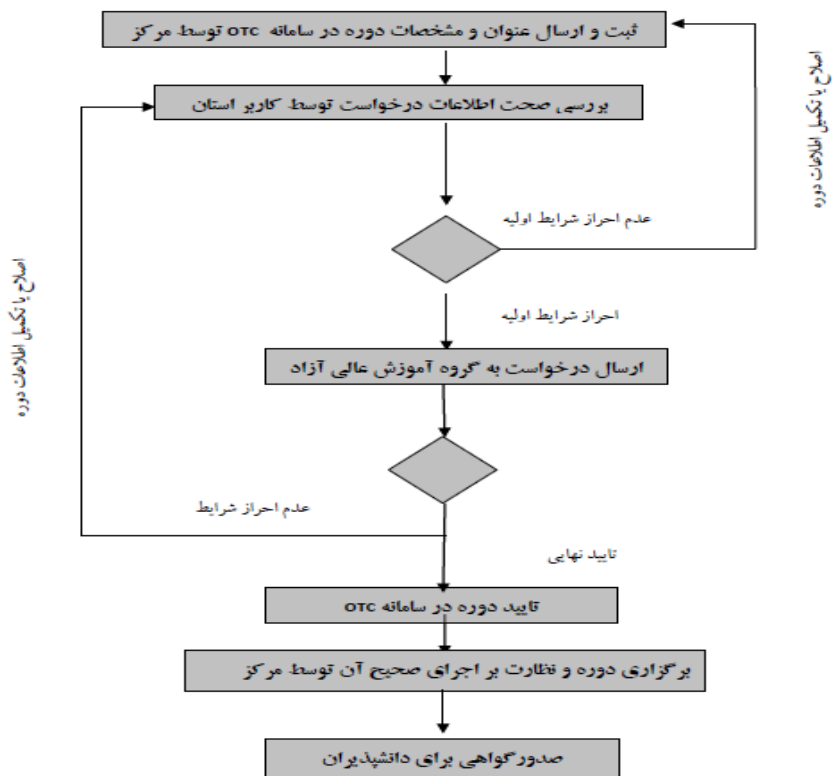 ثبت و ارسال عنوان و مشخصات دوره در سامانه OTC توسط مرکز
اصلاح یا تکمیل اطلاعات دوره
بررسی صحت اطلاعات درخواست توسط کاربر استان
عدم احراز شرایط اولیه
احراز شرایط اولیه
اصلاح یا تکمیل اطلاعات دوره
ارسال درخواست به گروه آموزش عالی آزاد
عدم احراز شرایط
تایید نهایی
تایید دوره در سامانه OTC
برگزاری دوره و نظارت بر اجرای صحیح آن توسط مرکز
صدورگواهی برای دانشپذیران